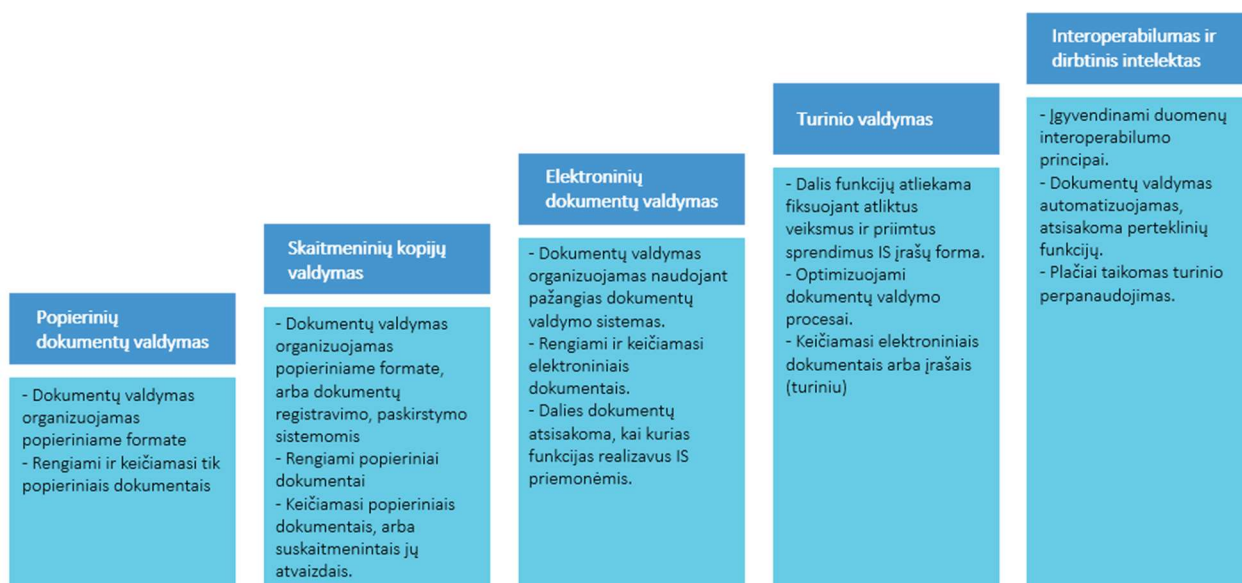 Popierinių
dokumentų valdymas
- Dokumentų valdymas
organizuojamas
popieriniame formate
- Rengiami ir keičiamasi tik
popieriniais dokumentais
Skaitmeninių kopijų
valdymas
- Dokumentų valdymas
organizuojamas
popieriniame formate,
arba dokumentų
registravimo, paskirstymo
sistemomis
- Rengiami popieriniai
dokumentai
- Keičiamasi popieriniais
dokumentais, arba
suskaitmenintais jų
atvaizdais.
Elektroninių
dokumentų valdymas
- Dokumentų valdymas
organizuojamas naudojant
pažangias dokumentų
valdymo sistemas.
- Rengiami ir keičiamasi
elektroniniais
dokumentais.
- Dalies dokumentų
atsisakoma, kai kurias
funkcijas realizavus IS
priemonėmis.
Turinio valdymas
- Dalis funkcijų atliekama
fiksuojant atliktus
veiksmus ir priimtus
sprendimus IS įrašų forma.
- Optimizuojami
dokumentų valdymo
procesai.
- Keičiamasi elektroniniais
dokumentais arba įrašais
(turiniu)
Interoperabilumas ir
dirbtinis intelektas
- Įgyvendinami duomenų
interoperabilumo
principai.
- Dokumentų valdymas
automatizuojamas,
atsisakoma perteklinių
funkcijų.
- Plačiai taikomas turinio
perpanaudojimas.